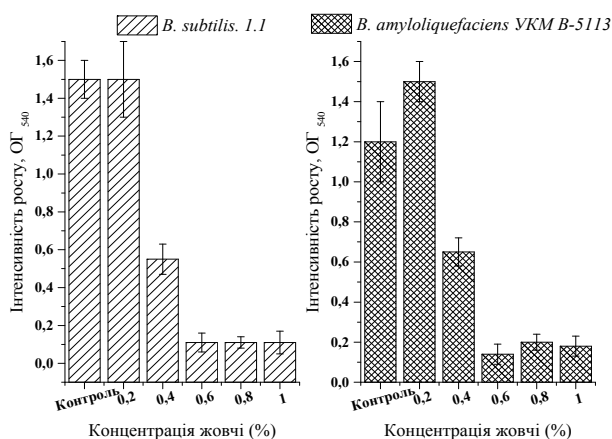 B. subtilis. 1.1
B. amyloliquefaciens УКМ B-5113
Інтенсивність росту, ОГ540
1,6
1,4
1,2
1,0
0,8
0,6
0,4
0,2
0,0
Контроль 0,2 0,4 0,6 0,8 1
Концентрація жовчі (%)
Інтенсивність росту, ОГ540
1,6
1,4
1,2
1,0
0,8
0,6
0,4
0,2
0,0
Контроль 0,2 0,4 0,6 0,8 1
Концентрація жовчі (%)